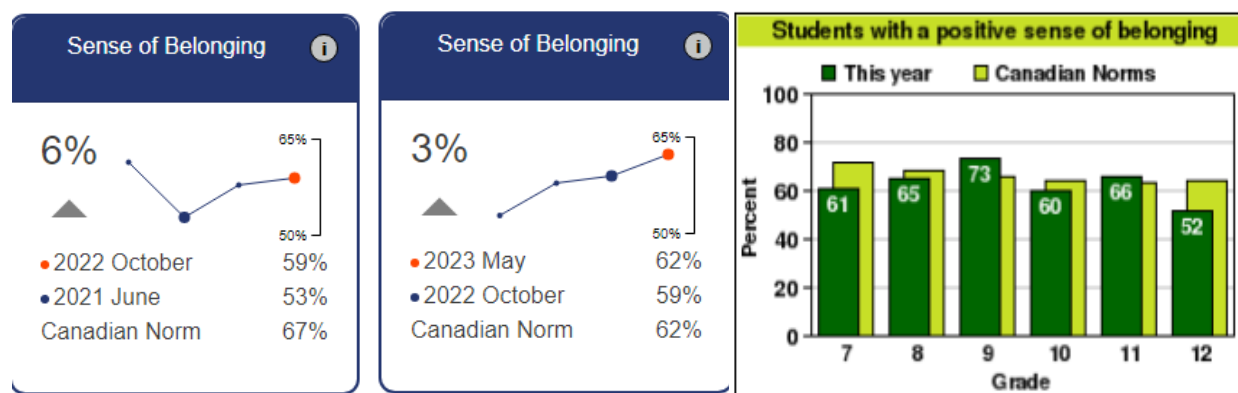 Sense of Belonging i
6%
65%
50%
2022 October 59%
2021 June 53%
Canadian Norm 67%
Sense of Belonging i
3%
65%
50%
2023 May 62%
2022 October 59%
Canadian Norm 62%
Students with a positive sense of belonging
This year Canadian Norms
100
80
60
40
20
0
Percent
61 65 73 60 66 52
7 8 9 10 11 12
Grade